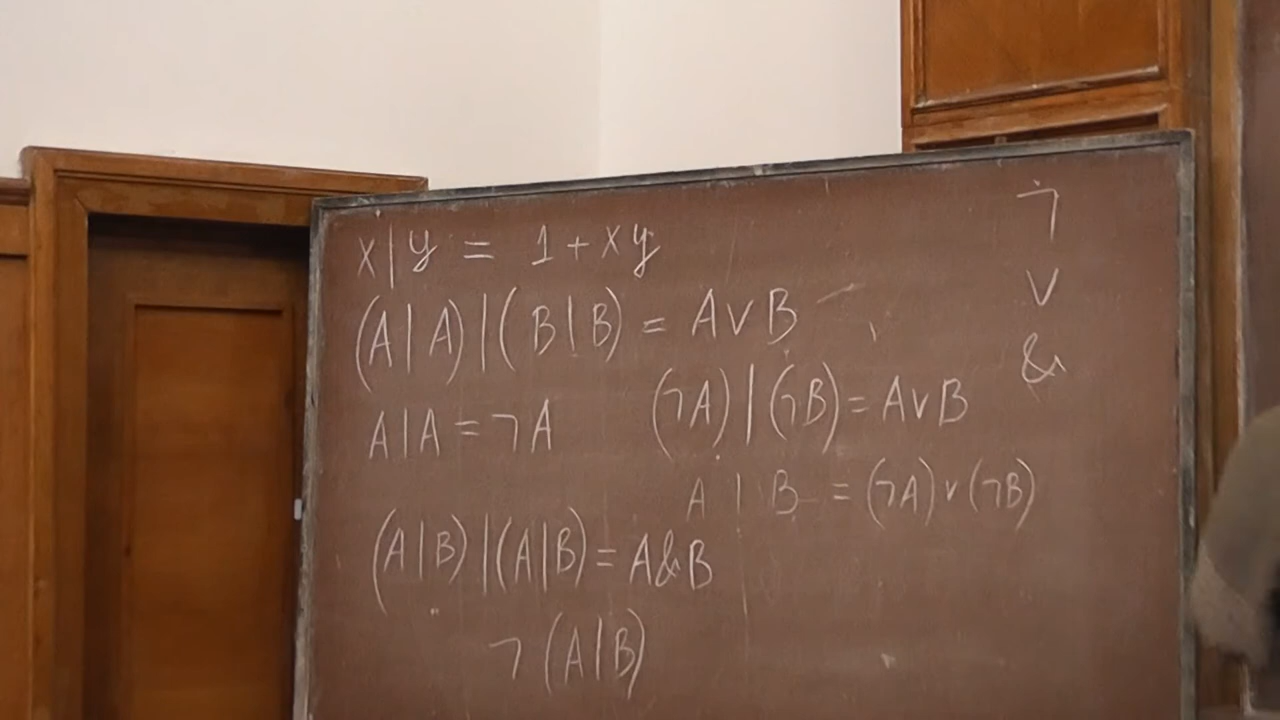 x|y = 1+xy
¬
(A|A)|(B|B) = A∨B
∨
&
A|A = ¬A
(¬A)|(¬B) = A∨B
A | B = (¬A)∨(¬B)
(A|B)|(A|B) = A&B
¬(A|B)